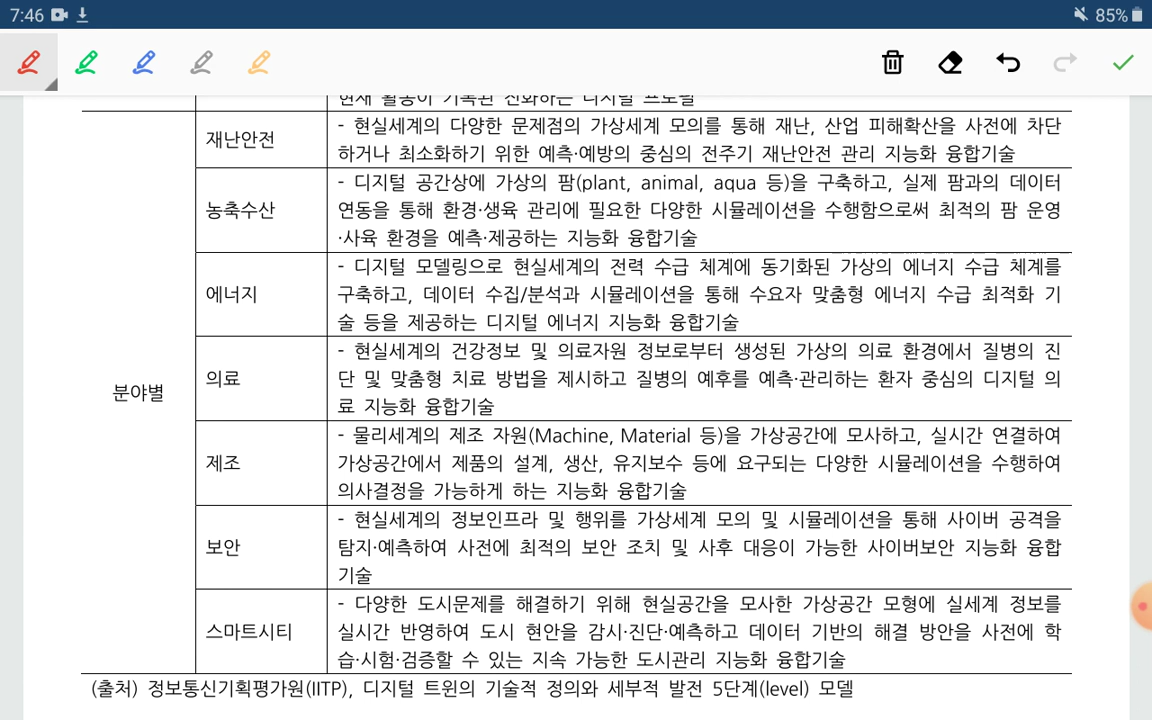 7:46
85%
현재 활동이 기록된 진화하는 디지털 프로필
분야별
재난안전
- 현실세계의 다양한 문제점의 가상세계 모의를 통해 재난, 산업 피해확산을 사전에 차단
하거나 최소화하기 위한 예측·예방의 중심의 전주기 재난안전 관리 지능화 융합기술
농축수산
- 디지털 공간상에 가상의 팜(plant, animal, aqua 등)을 구축하고, 실제 팜과의 데이터
연동을 통해 환경·생육 관리에 필요한 다양한 시뮬레이션을 수행함으로써 최적의 팜 운영
·사육 환경을 예측·제공하는 지능화 융합기술
에너지
- 디지털 모델링으로 현실세계의 전력 수급 체계에 동기화된 가상의 에너지 수급 체계를
구축하고, 데이터 수집/분석과 시뮬레이션을 통해 수요자 맞춤형 에너지 수급 최적화 기
술 등을 제공하는 디지털 에너지 지능화 융합기술
의료
- 현실세계의 건강정보 및 의료자원 정보로부터 생성된 가상의 의료 환경에서 질병의 진
단 및 맞춤형 치료 방법을 제시하고 질병의 예후를 예측·관리하는 환자 중심의 디지털 의
료 지능화 융합기술
제조
- 물리세계의 제조 자원(Machine, Material 등)을 가상공간에 모사하고, 실시간 연결하여
가상공간에서 제품의 설계, 생산, 유지보수 등에 요구되는 다양한 시뮬레이션을 수행하여
의사결정을 가능하게 하는 지능화 융합기술
보안
- 현실세계의 정보인프라 및 행위를 가상세계 모의 및 시뮬레이션을 통해 사이버 공격을
탐지·예측하여 사전에 최적의 보안 조치 및 사후 대응이 가능한 사이버보안 지능화 융합
기술
스마트시티
- 다양한 도시문제를 해결하기 위해 현실공간을 모사한 가상공간 모형에 실세계 정보를
실시간 반영하여 도시 현안을 감시·진단·예측하고 데이터 기반의 해결 방안을 사전에 학
습·시험·검증할 수 있는 지속 가능한 도시관리 지능화 융합기술
(출처) 정보통신기획평가원(IITP), 디지털 트윈의 기술적 정의와 세부적 발전 5단계(level) 모델